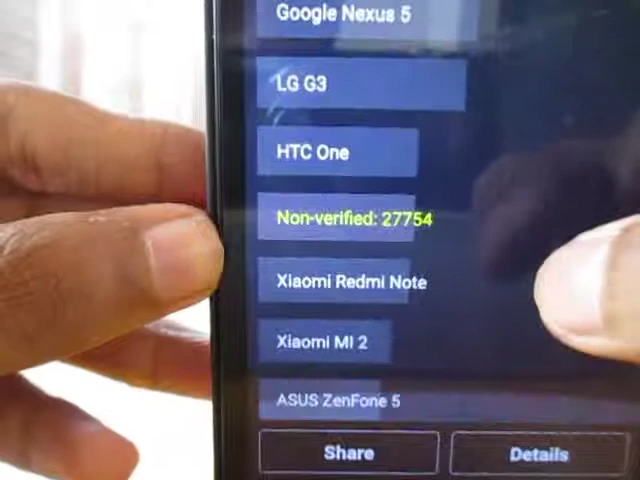 Google Nexus 5
LG G3
HTC One
Non-verified: 27754
Xiaomi Redmi Note
Xiaomi MI 2
ASUS ZenFone 5
Share
Details